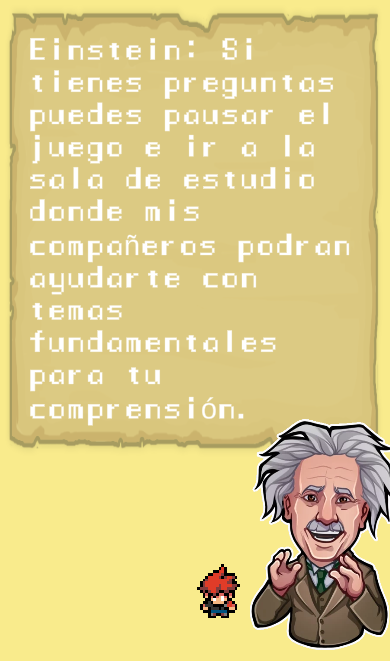 Einstein: Si
tienes preguntas
puedes pausar el
juego e ir a la
sala de estudio
donde mis
compañeros podran
ayudarte con
temas
fundamentales
para tu
comprensión.